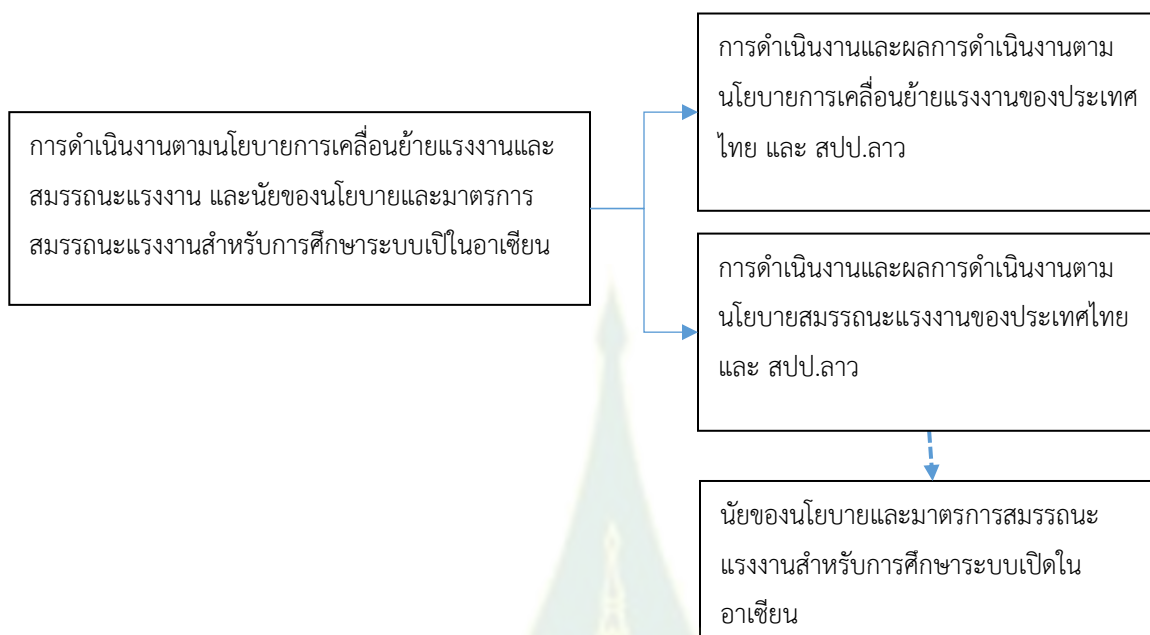 การดำเนินงานตามนโยบายการเคลื่อนย้ายแรงงานและ
สมรรถนะแรงงาน และนัยของนโยบายและมาตรการ
สมรรถนะแรงงานสำหรับการศึกษาระบบเปิในอาเซียน
การดำเนินงานและผลการดำเนินงานตาม
นโยบายการเคลื่อนย้ายแรงงานของประเทศ
ไทย และ สปป.ลาว
การดำเนินงานและผลการดำเนินงานตาม
นโยบายสมรรถนะแรงงานของประเทศไทย
และ สปป.ลาว
นัยของนโยบายและมาตรการสมรรถนะ
แรงงานสำหรับการศึกษาระบบเปิดใน
อาเซียน